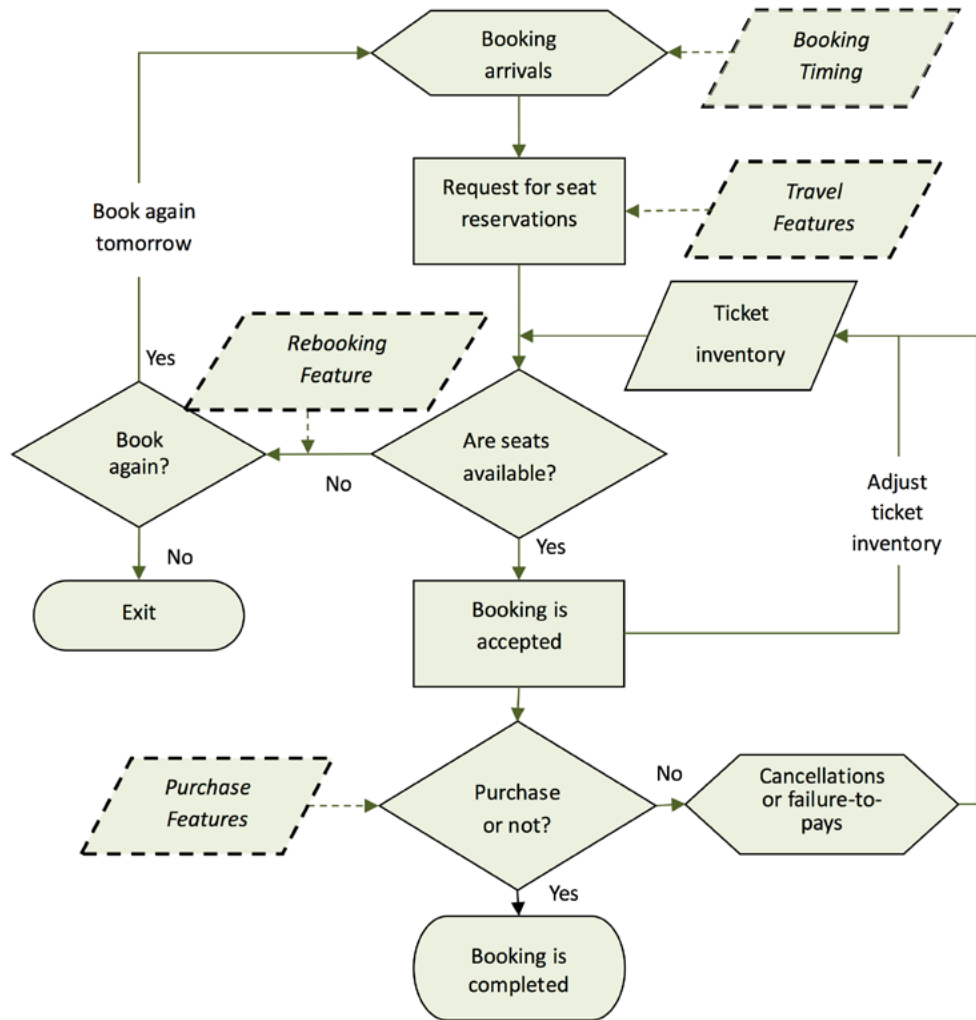 Booking
arrivals
Booking
Timing
Request for seat
reservations
Travel
Features
Book again
tomorrow
Ticket
inventory
Rebooking
Feature
Yes
Book
again?
Are seats
available?
No
Adjust
ticket
inventory
No
Yes
Exit
Booking is
accepted
Purchase
Features
Purchase
or not?
No
Cancellations
or failure-to-
pays
Yes
Booking is
completed